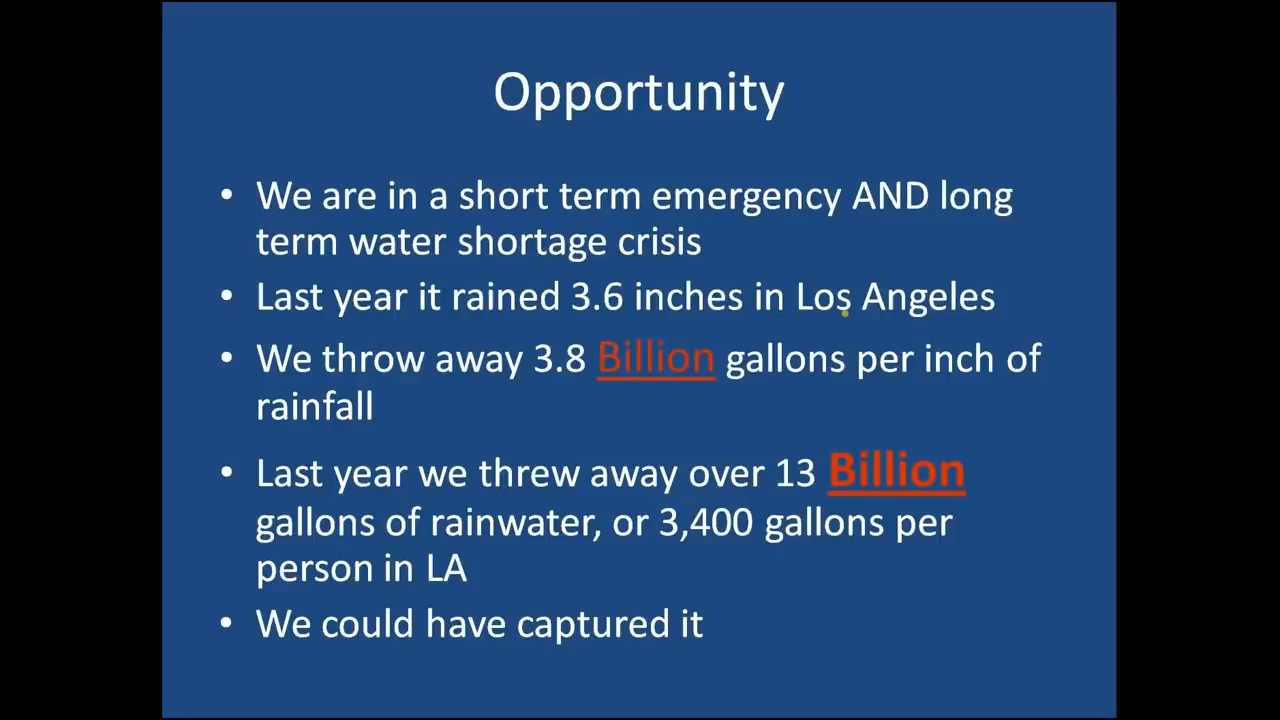 Opportunity
• We are in a short term emergency AND long
term water shortage crisis
• Last year it rained 3.6 inches in Los Angeles
• We throw away 3.8 Billion gallons per inch of
rainfall
• Last year we threw away over 13 Billion
gallons of rainwater, or 3,400 gallons per
person in LA
• We could have captured it